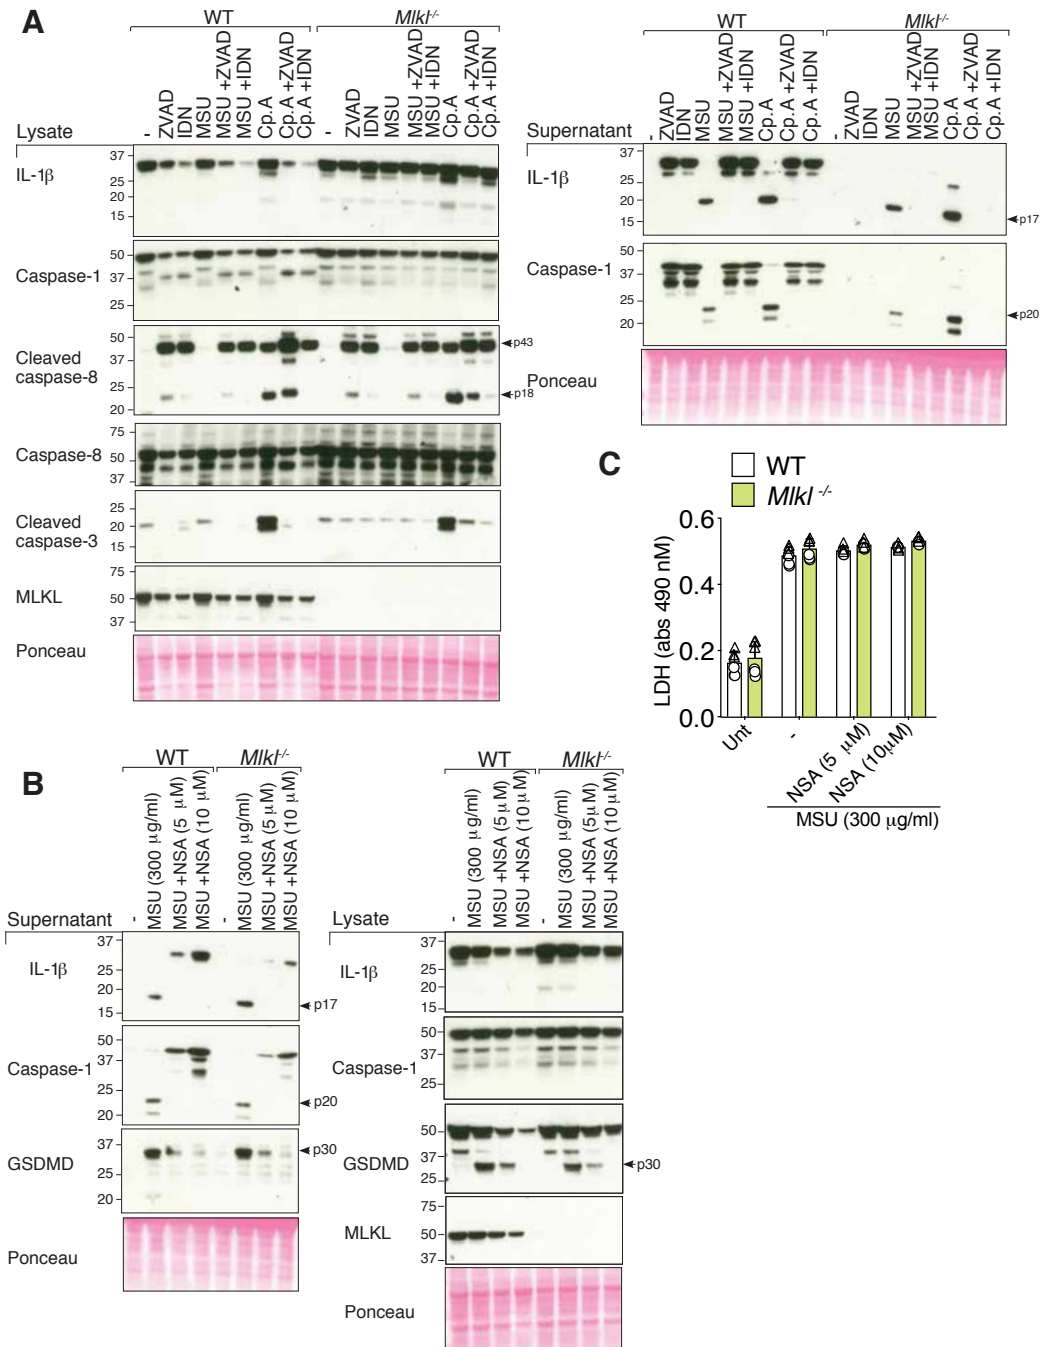 A
WT
Mlkl-/-
Lysate
-
ZVAD
IDN
MSU
MSU +ZVAD
MSU +IDN
Cp.A
Cp.A +ZVAD
Cp.A +IDN
-
ZVAD
IDN
MSU
MSU +ZVAD
MSU +IDN
Cp.A
Cp.A +ZVAD
Cp.A +IDN
IL-1β
37
25
20
15
Caspase-1
50
37
25
Cleaved
caspase-8
50
37
25
20
p43
p18
Caspase-8
75
50
37
Cleaved
caspase-3
25
20
15
MLKL
75
50
37
Ponceau
WT
Mlkl-/-
Supernatant
-
ZVAD
IDN
MSU
MSU +ZVAD
MSU +IDN
Cp.A
Cp.A +ZVAD
Cp.A +IDN
-
ZVAD
IDN
MSU
MSU +ZVAD
MSU +IDN
Cp.A
Cp.A +ZVAD
Cp.A +IDN
IL-1β
37
25
20
15
p17
Caspase-1
50
37
25
20
p20
Ponceau
C
WT
Mlkl -/-
LDH (abs 490 nM)
0.6
0.4
0.2
0.0
Unt
-
NSA (5 μM)
NSA (10μM)
MSU (300 μg/ml)
B
WT
Mlkl-/-
Supernatant
-
MSU (300 μg/ml)
MSU +NSA (5 μM)
MSU +NSA (10 μM)
-
MSU (300 μg/ml)
MSU +NSA (5 μM)
MSU +NSA (10 μM)
IL-1β
37
25
20
15
p17
Caspase-1
50
37
25
20
p20
GSDMD
37
25
20
p30
Ponceau
WT
Mlkl-/-
Lysate
-
MSU (300 μg/ml)
MSU +NSA (5 μM)
MSU +NSA (10 μM)
-
MSU (300 μg/ml)
MSU +NSA (5μM)
MSU +NSA (10 μM)
IL-1β
37
25
20
15
Caspase-1
50
37
25
GSDMD
50
37
25
p30
MLKL
75
50
37
Ponceau